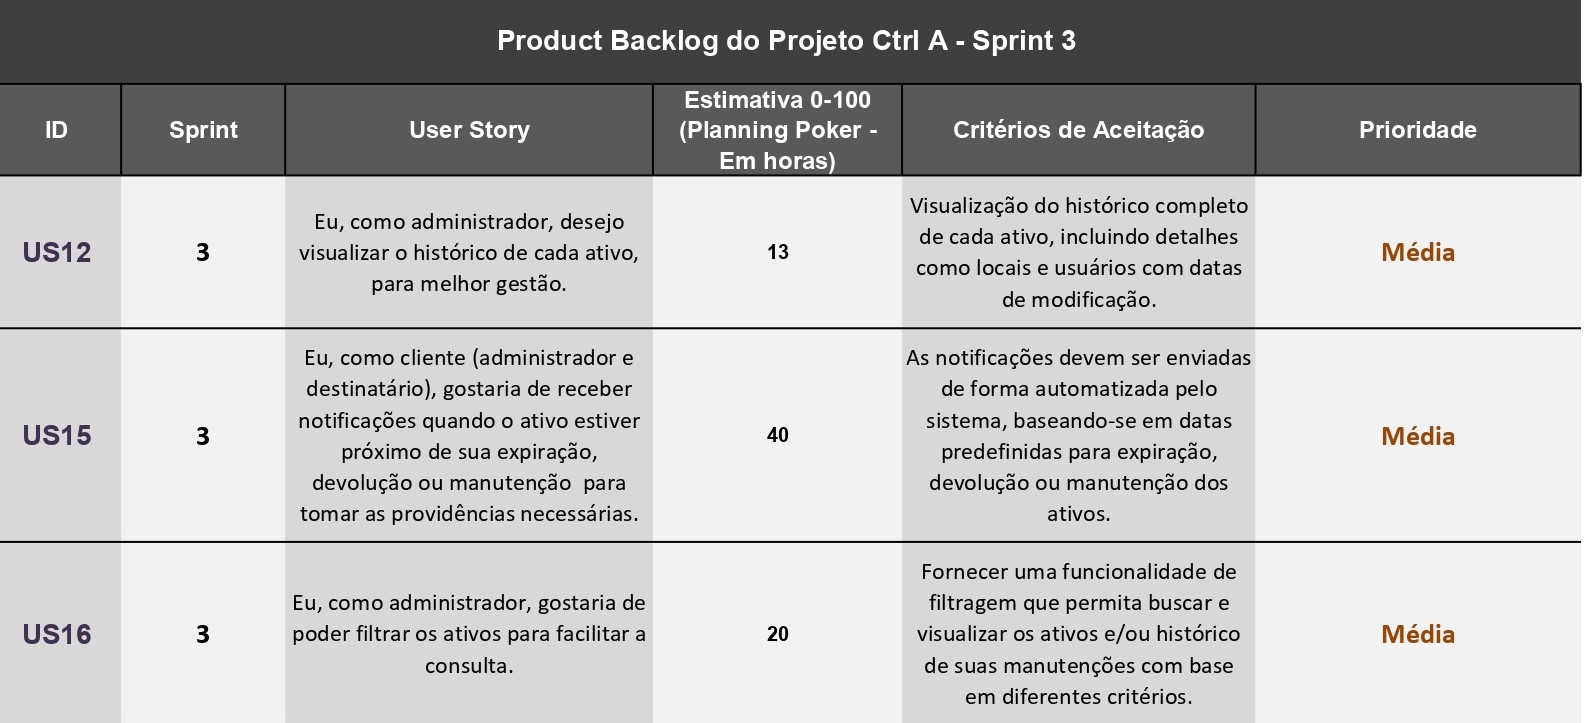 Product Backlog do Projeto Ctrl A - Sprint 3
ID
Sprint
User Story
Estimativa 0-100
(Planning Poker -
Em horas)
Critérios de Aceitação
Prioridade
US12
3
Eu, como administrador, desejo
visualizar o histórico de cada ativo,
para melhor gestão.
13
Visualização do histórico completo
de cada ativo, incluindo detalhes
como locais e usuários com datas
de modificação.
Média
US15
3
Eu, como cliente (administrador e
destinatário), gostaria de receber
notificações quando o ativo estiver
próximo de sua expiração,
devolução ou manutenção  para
tomar as providências necessárias.
40
As notificações devem ser enviadas
de forma automatizada pelo
sistema, baseando-se em datas
predefinidas para expiração,
devolução ou manutenção dos
ativos.
Média
US16
3
Eu, como administrador, gostaria de
poder filtrar os ativos para facilitar a
consulta.
20
Fornecer uma funcionalidade de
filtragem que permita buscar e
visualizar os ativos e/ou histórico
de suas manutenções com base
em diferentes critérios.
Média